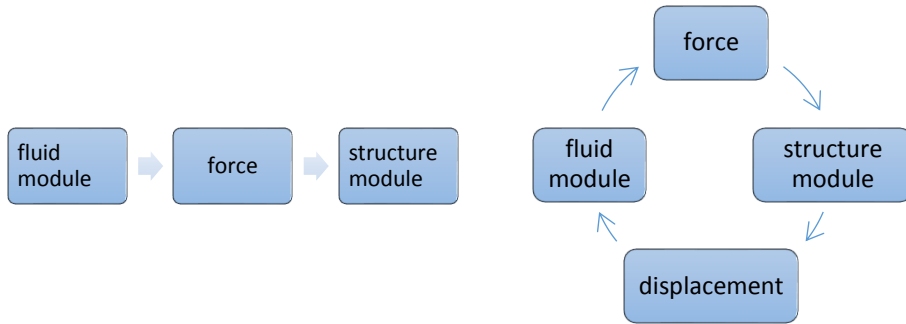 fluid
module
force
structure
module
force
fluid
module
structure
module
displacement